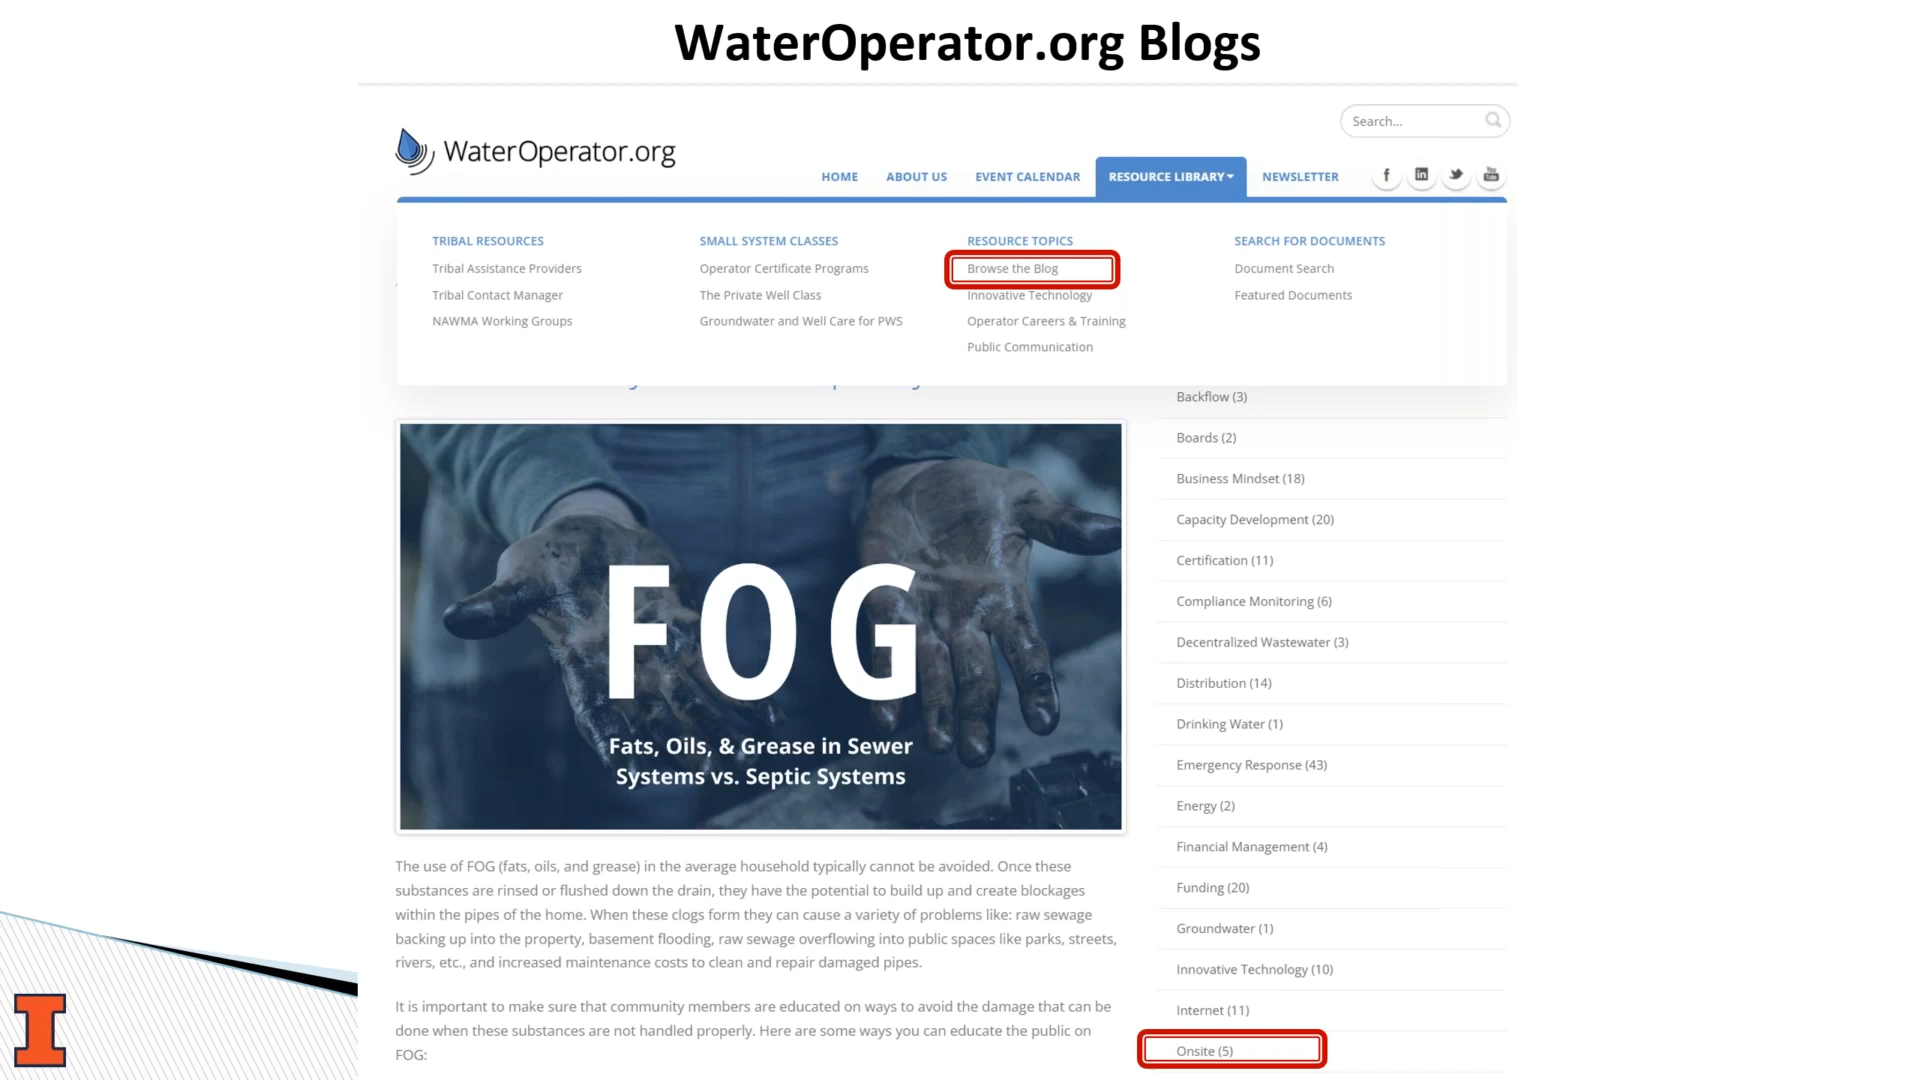 WaterOperator.org Blogs
Search...
WaterOperator.org
HOME ABOUT US EVENT CALENDAR RESOURCE LIBRARY NEWSLETTER
TRIBAL RESOURCES
Tribal Assistance Providers
Tribal Contact Manager
NAWMA Working Groups
SMALL SYSTEM CLASSES
Operator Certificate Programs
The Private Well Class
Groundwater and Well Care for PWS
RESOURCE TOPICS
Browse the Blog
Innovative Technology
Operator Careers & Training
Public Communication
SEARCH FOR DOCUMENTS
Document Search
Featured Documents
FOG
Fats, Oils, & Grease in Sewer
Systems vs. Septic Systems
The use of FOG (fats, oils, and grease) in the average household typically cannot be avoided. Once these
substances are rinsed or flushed down the drain, they have the potential to build up and create blockages
within the pipes of the home. When these clogs form they can cause a variety of problems like: raw sewage
backing up into the property, basement flooding, raw sewage overflowing into public spaces like parks, streets,
rivers, etc., and increased maintenance costs to clean and repair damaged pipes.
It is important to make sure that community members are educated on ways to avoid the damage that can be
done when these substances are not handled properly. Here are some ways you can educate the public on
FOG:
Backflow (3)
Boards (2)
Business Mindset (18)
Capacity Development (20)
Certification (11)
Compliance Monitoring (6)
Decentralized Wastewater (3)
Distribution (14)
Drinking Water (1)
Emergency Response (43)
Energy (2)
Financial Management (4)
Funding (20)
Groundwater (1)
Innovative Technology (10)
Internet (11)
Onsite (5)